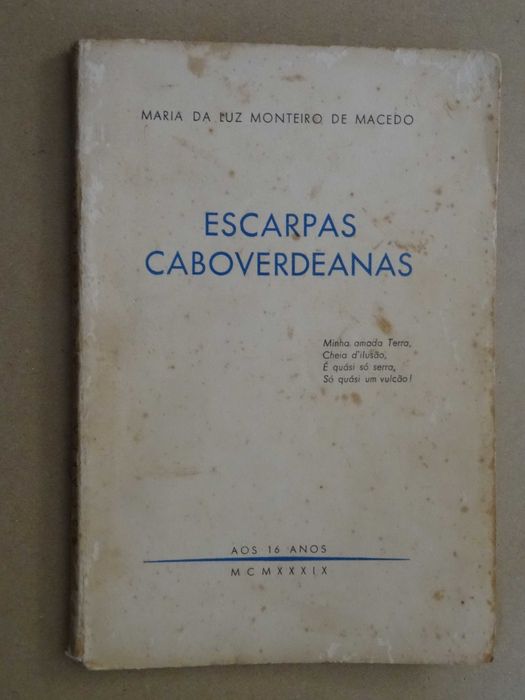 MARIA DA LUZ MONTEIRO DE MACEDO
ESCARPAS
CABOVERDEANAS
Minha amada Terra,
Cheia d'ilusão,
É quási só serra,
Só quási um vulcão!
AOS 16 ANOS
MCMXXXIX